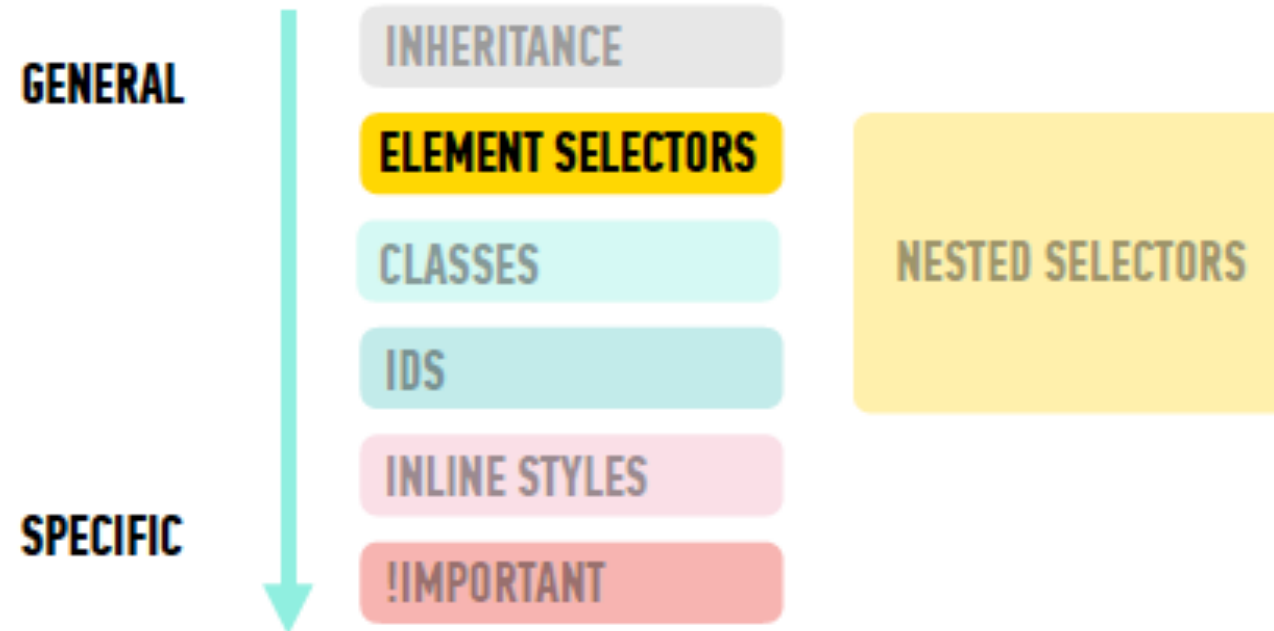 GENERAL
INHERITANCE
ELEMENT SELECTORS
CLASSES
NESTED SELECTORS
IDS
INLINE STYLES
SPECIFIC
!IMPORTANT